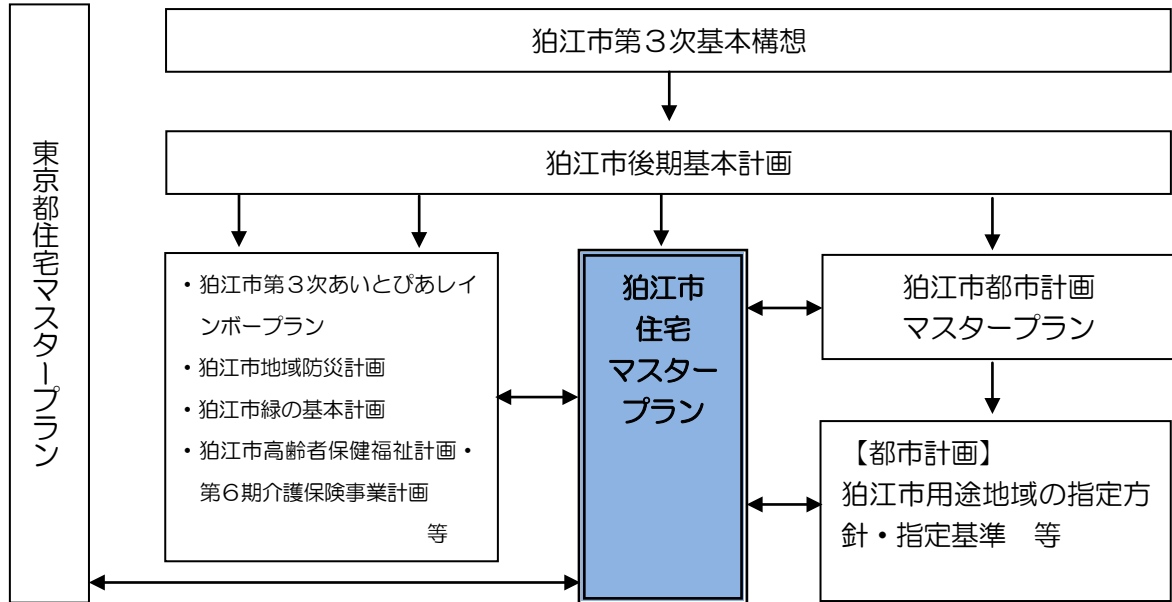 東京都住宅マスタープラン
狛江市第３次基本構想
狛江市後期基本計画
・狛江市第３次あいとぴあレイ
ンボープラン
・狛江市地域防災計画
・狛江市緑の基本計画
・狛江市高齢者保健福祉計画・
第６期介護保険事業計画
等
狛江市
住宅
マスター
プラン
狛江市都市計画
マスタープラン
【都市計画】
狛江市用途地域の指定方
針・指定基準　等